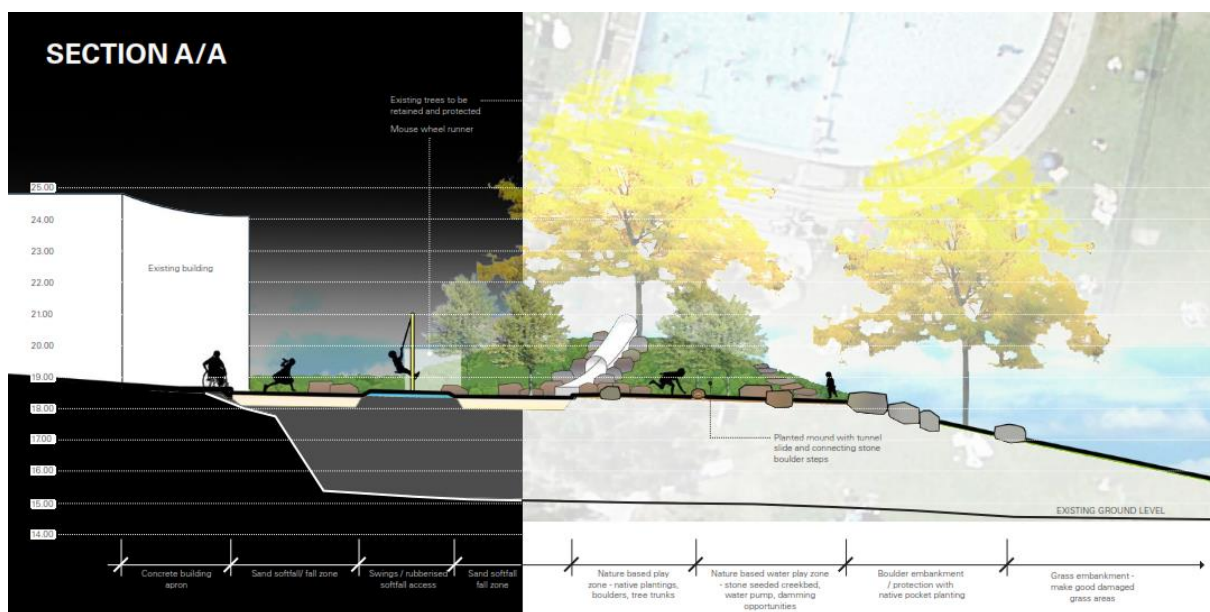 SECTION A/A
Existing trees to be
retained and protected
Mouse wheel runner
25.00
24.00
23.00
22.00
21.00
20.00
19.00
18.00
17.00
16.00
15.00
14.00
Existing building
Planted mound with tunnel
slide and connecting stone
boulder steps
EXISTING GROUND LEVEL
Concrete building
apron
Sand softfall/ fall zone
Swings / rubberised
softfall access
Sand softfall
fall zone
Nature based play
zone - native plantings,
boulders, tree trunks
Nature based water play zone
- stone seeded creekbed,
water pump, damming
opportunities
Boulder embankment
/ protection with
native pocket planting
Grass embankment -
make good damaged
grass areas